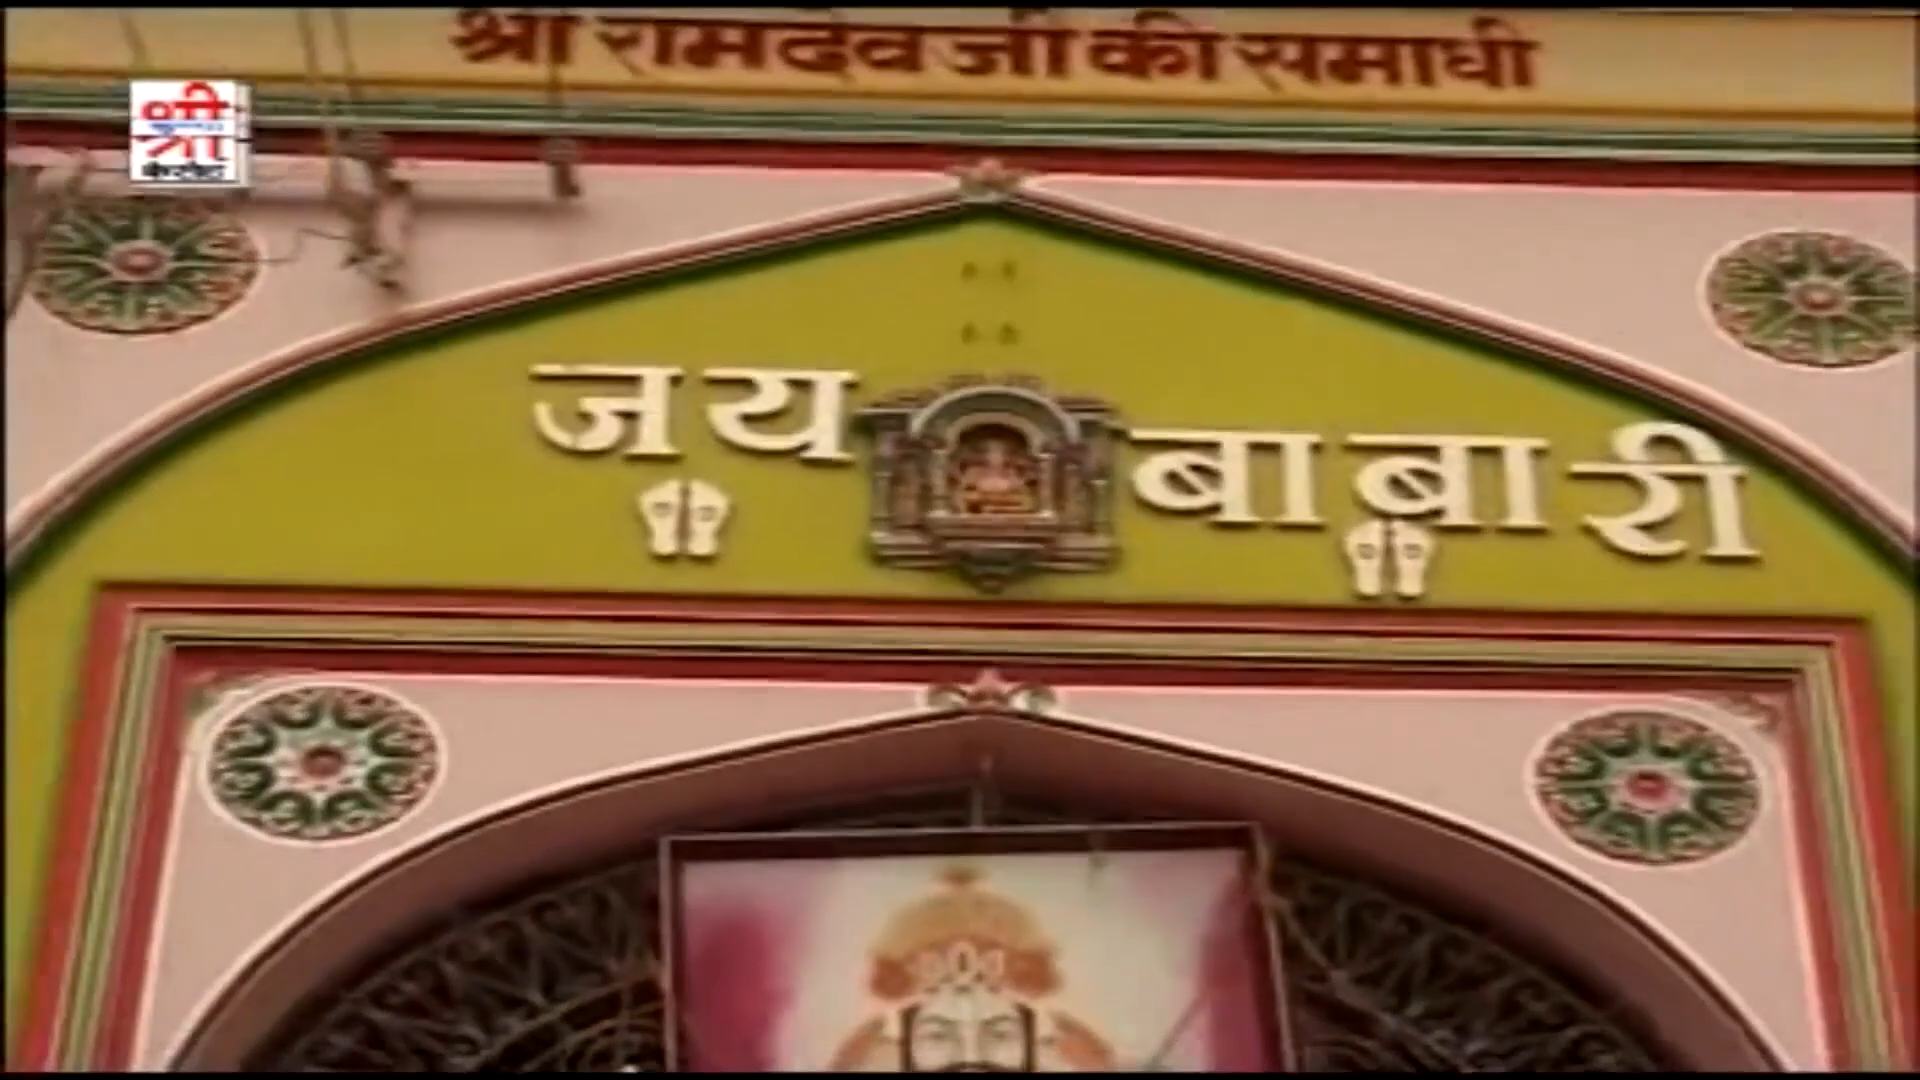 श्री रामदेव जी की समाधी
श्री
कृष्णा
कैसेट
जय बाबा री